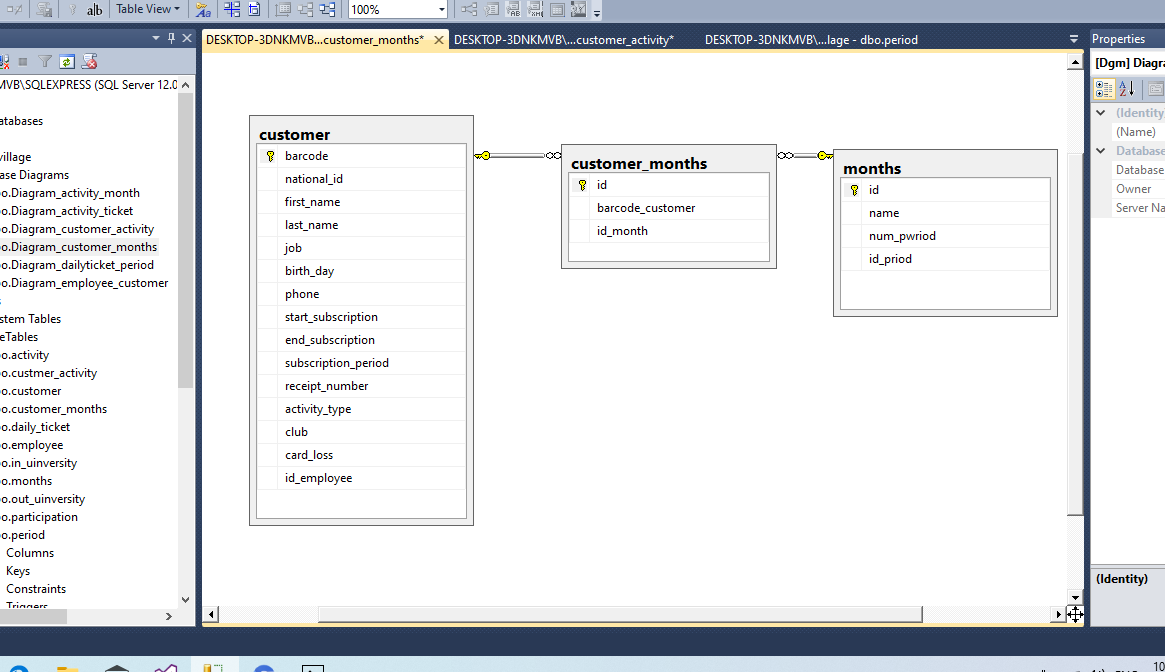 ab Table View 100%
DESKTOP-3DNKMVB...customer_months* DESKTOP-3DNKMVB\...customer_activity* DESKTOP-3DNKMVB\...lage - dbo.period
Properties
[Dgm] Diagra
MVB\SQLEXPRESS (SQL Server 12.0
atabases
village
ase Diagrams
o.Diagram_activity_month
o.Diagram_activity_ticket
o.Diagram_customer_activity
o.Diagram_customer_months
o.Diagram_dailyticket_period
o.Diagram_employee_customer
s
stem Tables
eTables
o.activity
o.custmer_activity
o.customer
o.customer_months
o.daily_ticket
o.employee
o.in_uinversity
o.months
o.out_uinversity
o.participation
o.period
Columns
Keys
Constraints
Triggers
customer
barcode
national_id
first_name
last_name
job
birth_day
phone
start_subscription
end_subscription
subscription_period
receipt_number
activity_type
club
card_loss
id_employee
customer_months
id
barcode_customer
id_month
months
id
name
num_pwriod
id_priod
(Identity)
(Name)
Database
Database
Owner
Server Na
(Identity)
10